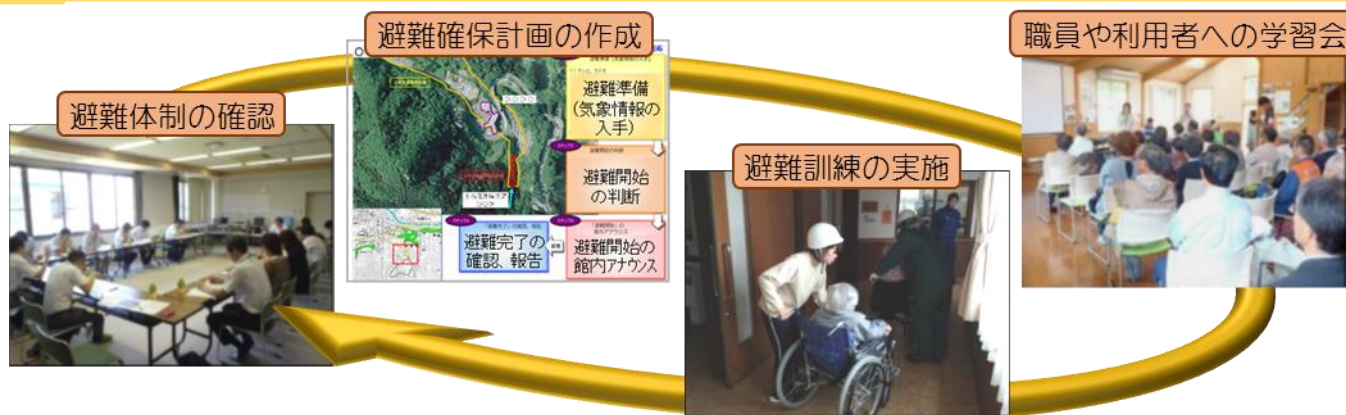 避難体制の確認
避難確保計画の作成
避難準備
(気象情報の
入手)
避難開始
の判断
避難開始の
館内アナウンス
避難完了の
確認、報告
避難訓練の実施
職員や利用者への学習会